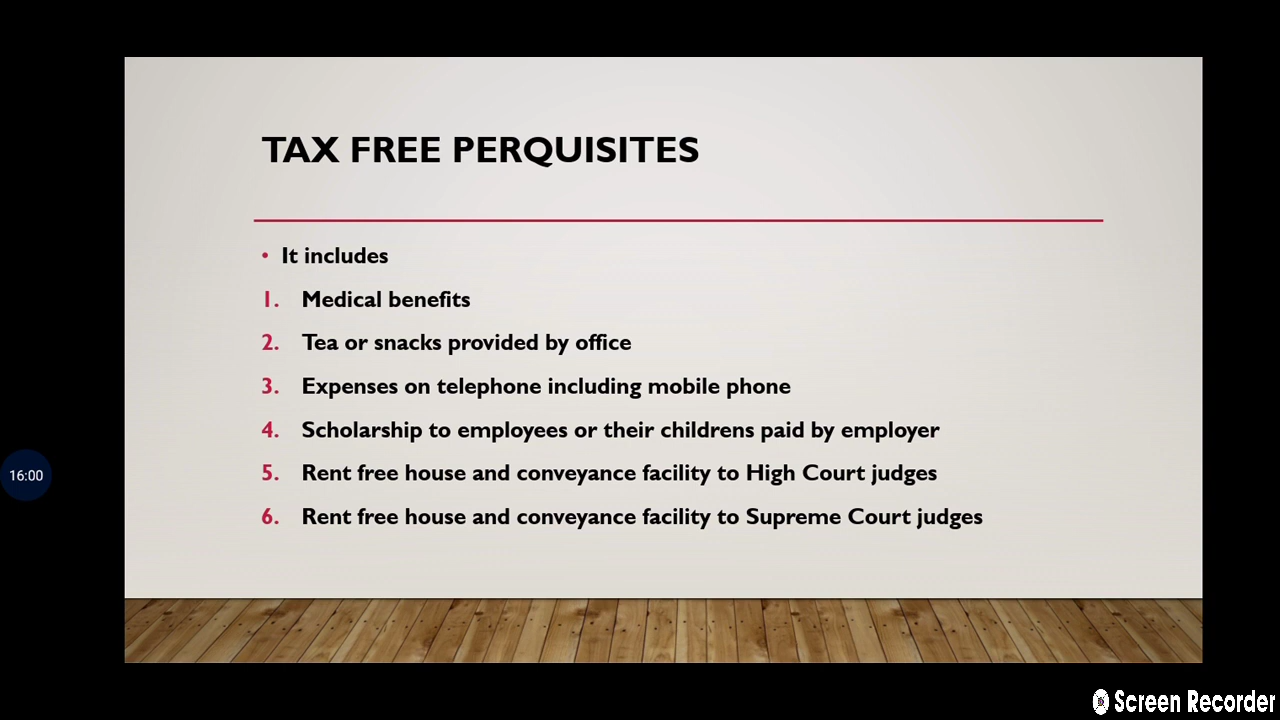 TAX FREE PERQUISITES
• It includes
1. Medical benefits
2. Tea or snacks provided by office
3. Expenses on telephone including mobile phone
4. Scholarship to employees or their childrens paid by employer
5. Rent free house and conveyance facility to High Court judges
6. Rent free house and conveyance facility to Supreme Court judges
16:00
Screen Recorder